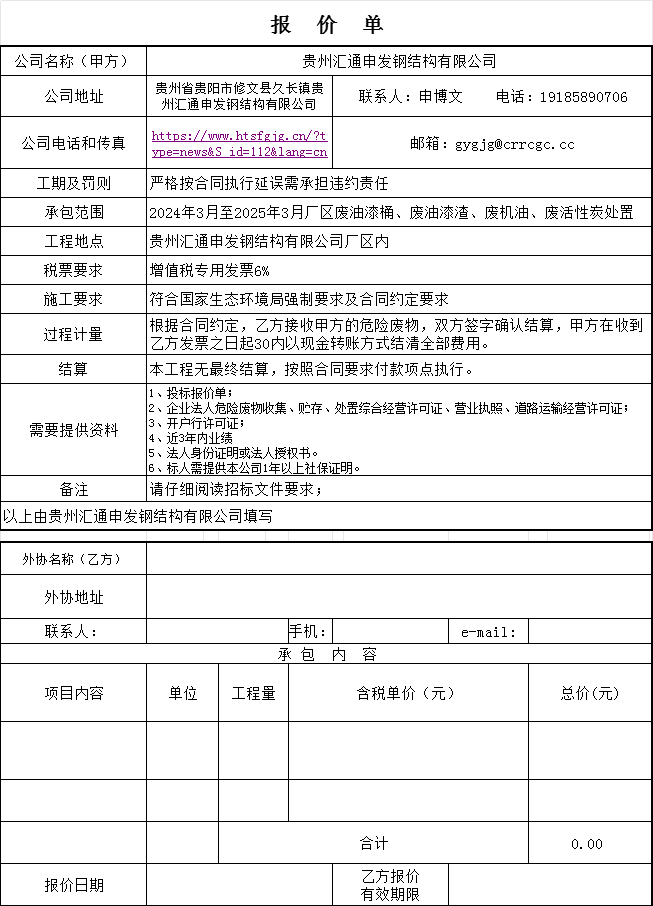 报 价 单
公司名称（甲方）
贵州汇通申发钢结构有限公司
公司地址
贵州省贵阳市修文县久长镇贵
州汇通申发钢结构有限公司
联系人：申博文 电话：19185890706
公司电话和传真
https://www.htsfgjg.cn/?t
ype=news&S_id=112&lang=cn
邮箱：gygjg@crrcgc.cc
工期及罚则
严格按合同执行延误需承担违约责任
承包范围
2024年3月至2025年3月厂区废油漆桶、废油漆渣、废机油、废活性炭处置
工程地点
贵州汇通申发钢结构有限公司厂区内
税票要求
增值税专用发票6%
施工要求
符合国家生态环境局强制要求及合同约定要求
过程计量
根据合同约定，乙方接收甲方的危险废物，双方签字确认结算，甲方在收到
乙方发票之日起30内以现金转账方式结清全部费用。
结算
本工程无最终结算，按照合同要求付款项点执行。
需要提供资料
1、投标报价单；
2、企业法人危险废物收集、贮存、处置综合经营许可证、营业执照、道路运输经营许可证；
3、开户行许可证；
4、近3年内业绩
5、法人身份证明或法人授权书。
6、标人需提供本公司1年以上社保证明。
备注
请仔细阅读招标文件要求；
以上由贵州汇通申发钢结构有限公司填写
外协名称（乙方）
外协地址
联系人：
手机：
e-mail:
承 包 内 容
项目内容
单位
工程量
含税单价（元）
总价(元)
合计
0.00
报价日期
乙方报价
有效期限